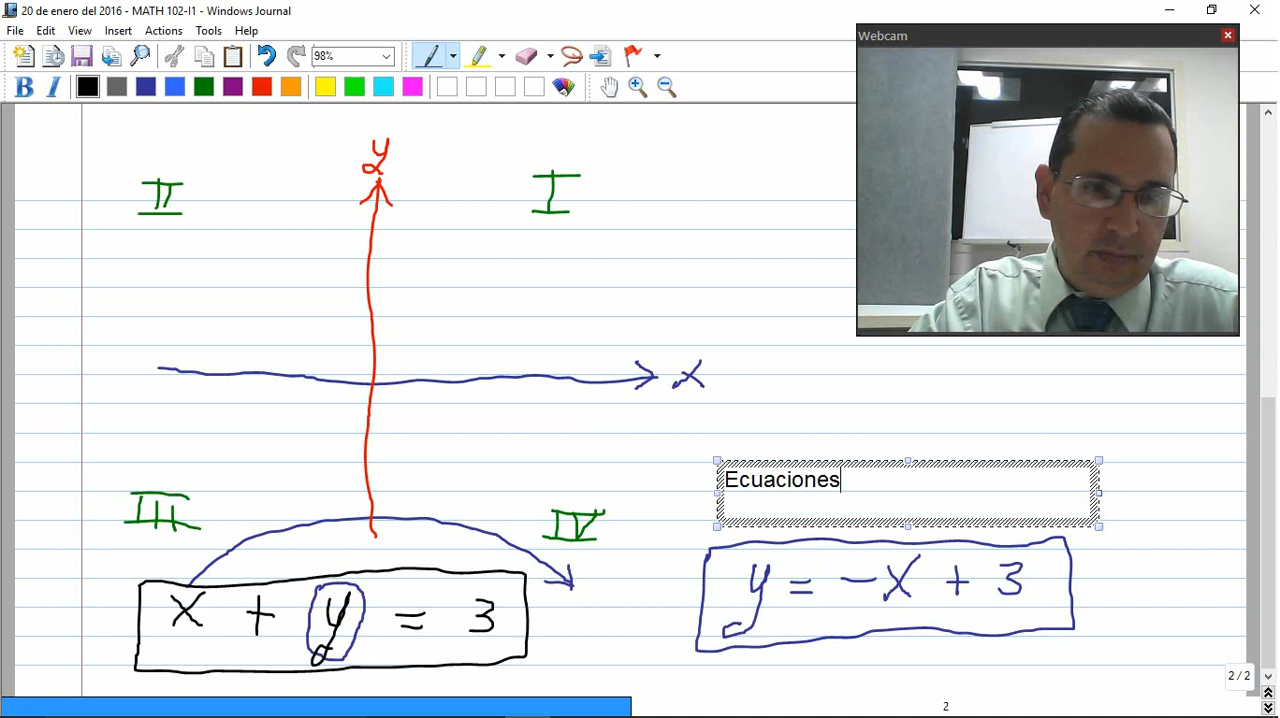 20 de enero del 2016 - MATH 102-I1 - Windows Journal
File Edit View Insert Actions Tools Help
98%
B I
Webcam
y
II I
x
III IV
Ecuaciones
y = -x + 3
x + y = 3
2 / 2
2